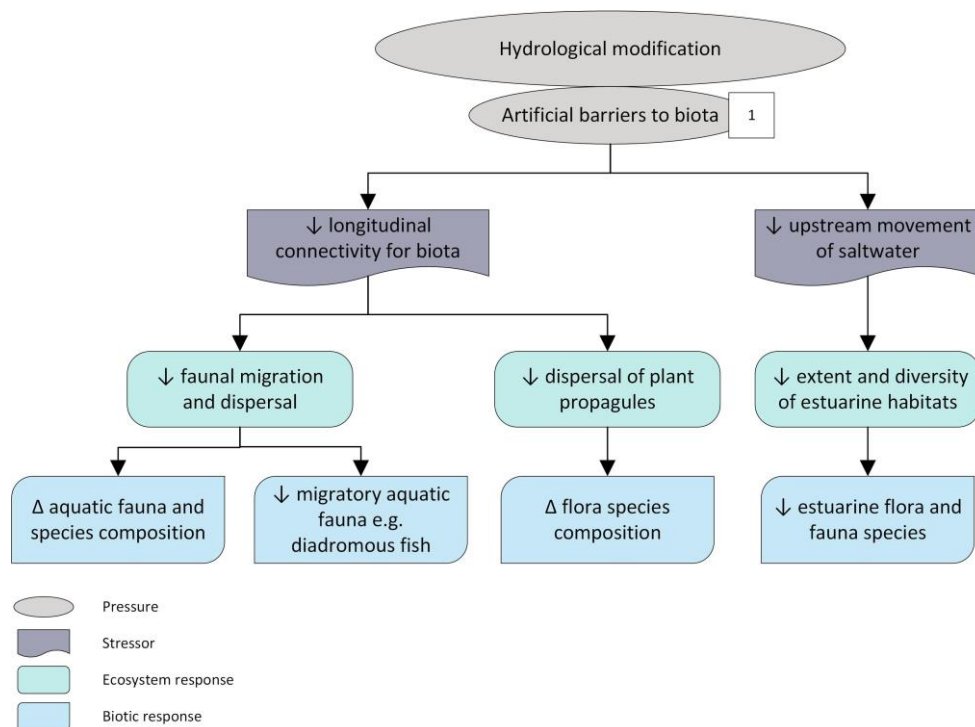 Hydrological modification
Artificial barriers to biota
1
↓ longitudinal
connectivity for biota
↓ upstream movement
of saltwater
↓ faunal migration
and dispersal
↓ dispersal of plant
propagules
↓ extent and diversity
of estuarine habitats
Δ aquatic fauna and
species composition
↓ migratory aquatic
fauna e.g.
diadromous fish
Δ flora species
composition
↓ estuarine flora and
fauna species
Pressure
Stressor
Ecosystem response
Biotic response